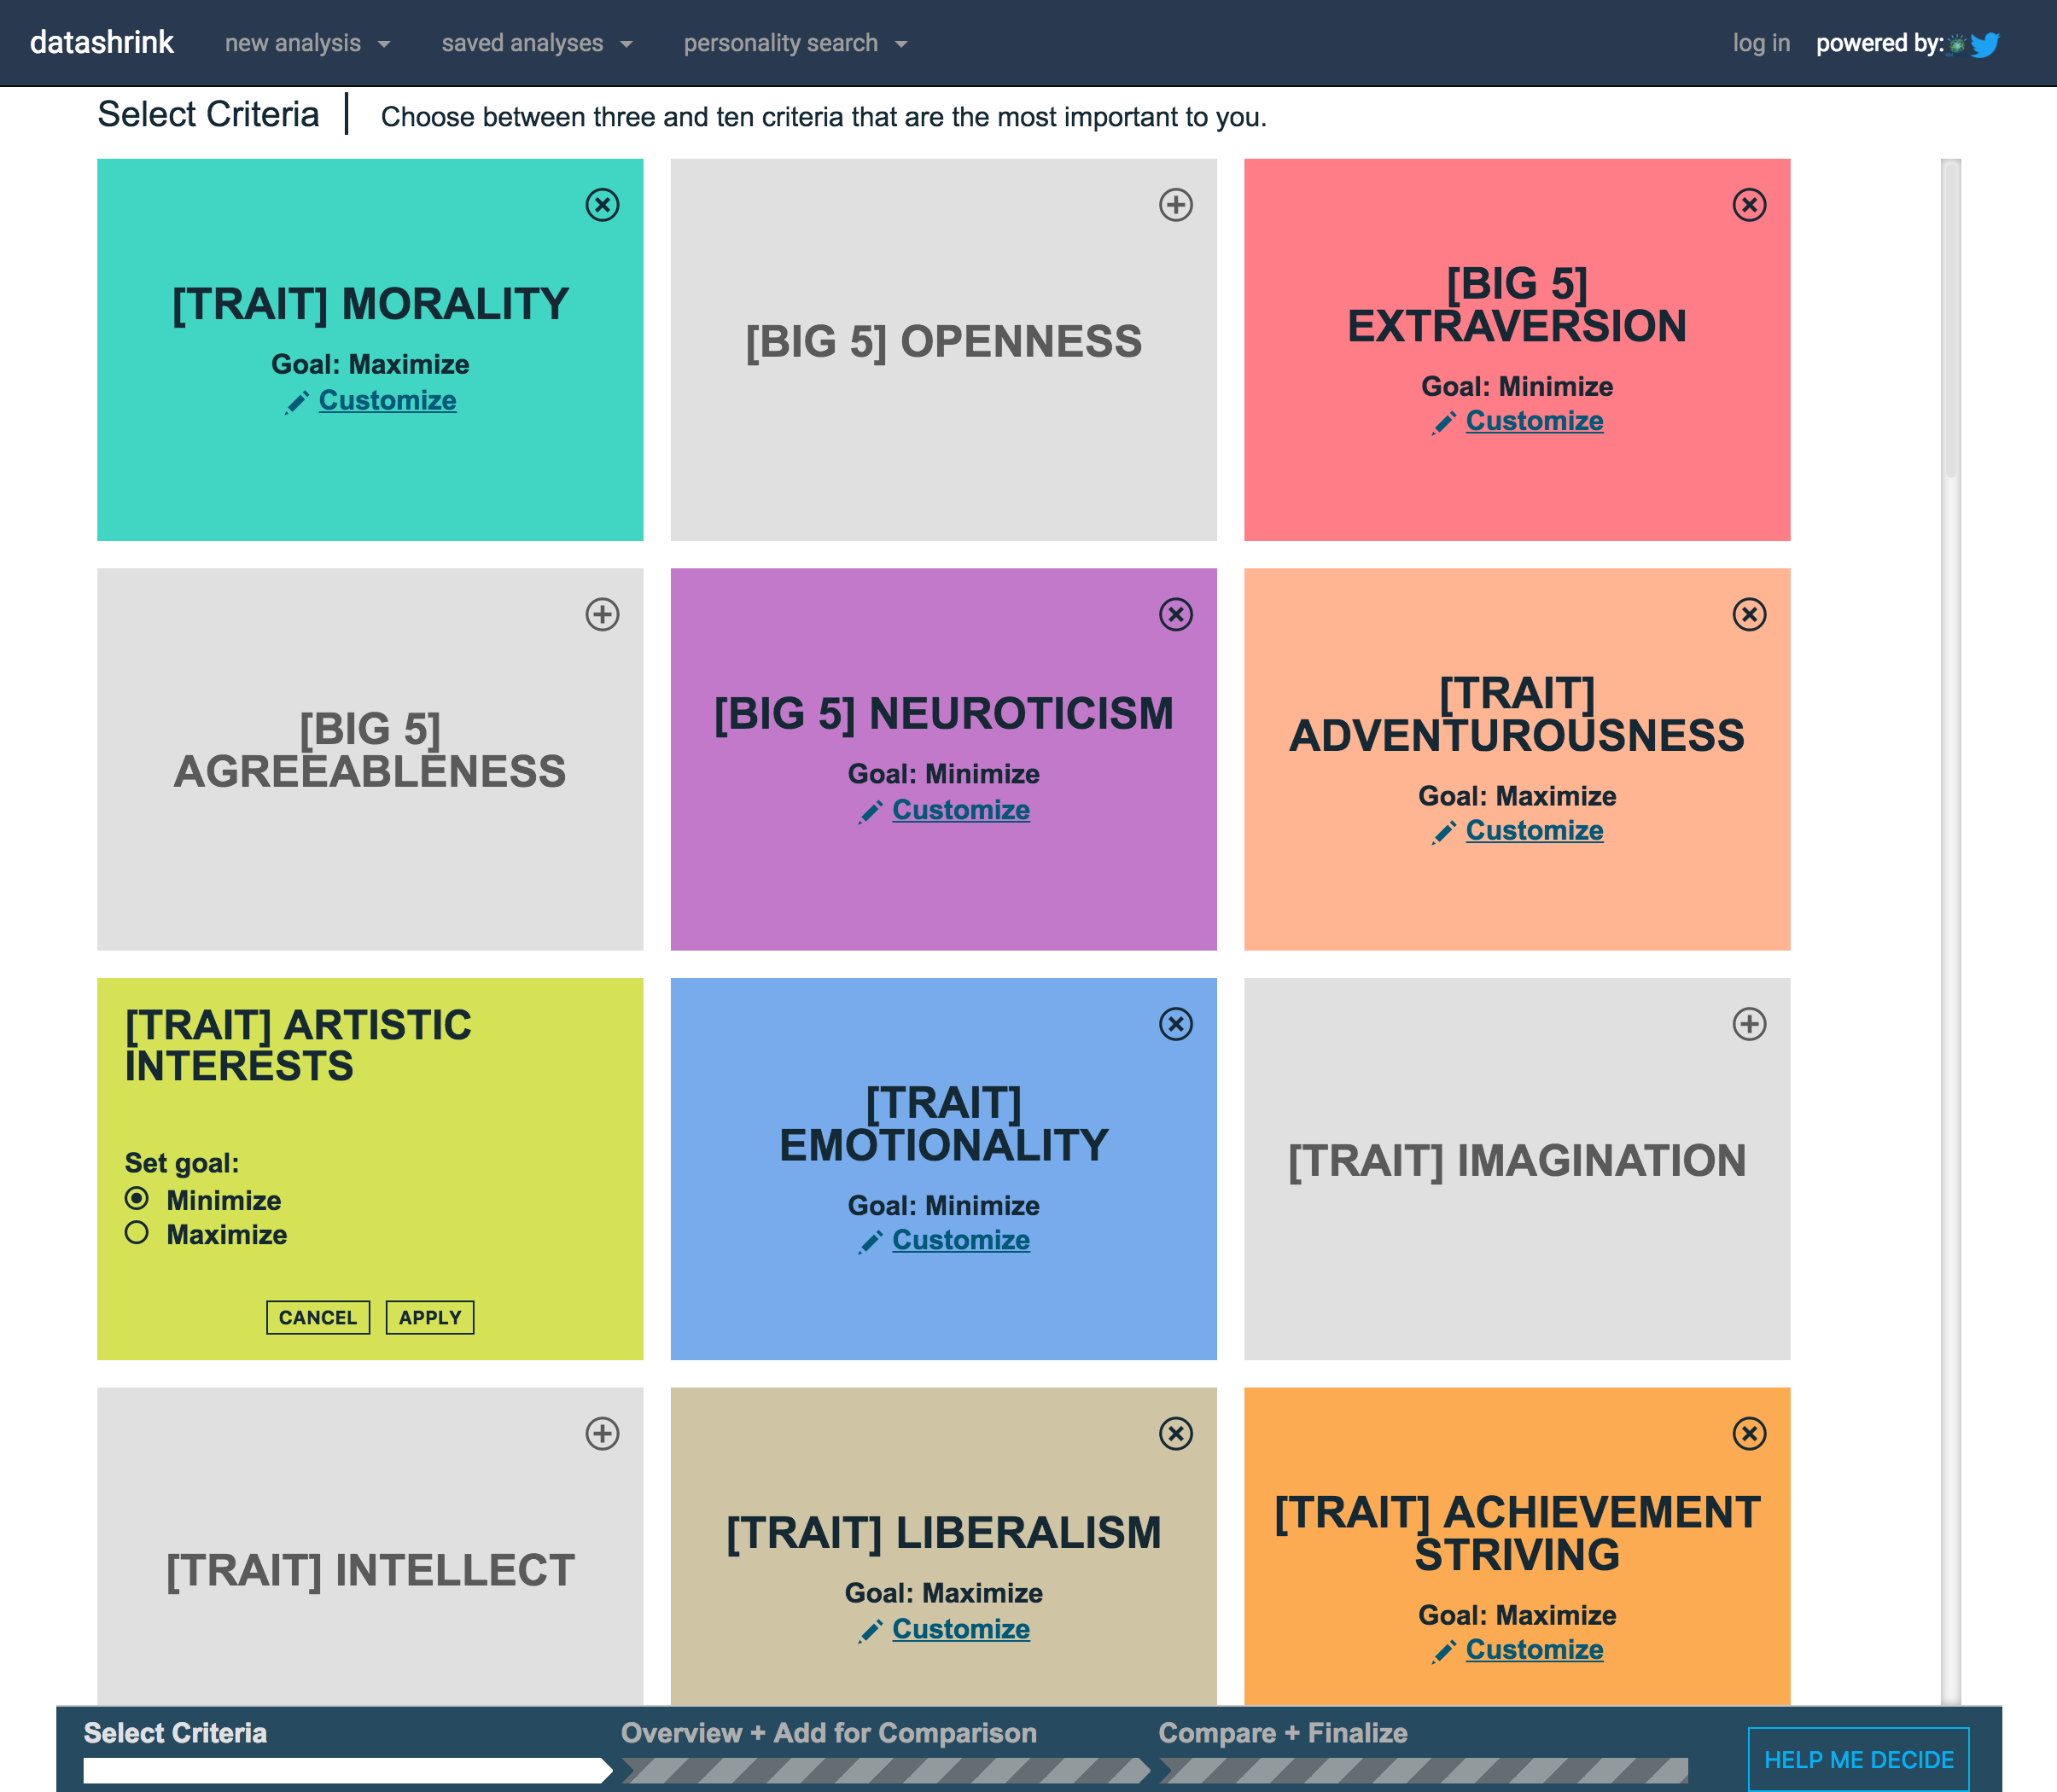 datashrink new analysis saved analyses personality search log in powered by:
Select Criteria Choose between three and ten criteria that are the most important to you.
[TRAIT] MORALITY
Goal: Maximize
Customize
[BIG 5] OPENNESS
[BIG 5]
EXTRAVERSION
Goal: Minimize
Customize
[BIG 5]
AGREEABLENESS
[BIG 5] NEUROTICISM
Goal: Minimize
Customize
[TRAIT]
ADVENTUROUSNESS
Goal: Maximize
Customize
[TRAIT] ARTISTIC
INTERESTS
Set goal:
Minimize
Maximize
CANCEL APPLY
[TRAIT]
EMOTIONALITY
Goal: Minimize
Customize
[TRAIT] IMAGINATION
[TRAIT] INTELLECT
[TRAIT] LIBERALISM
Goal: Maximize
Customize
[TRAIT] ACHIEVEMENT
STRIVING
Goal: Maximize
Customize
Select Criteria Overview + Add for Comparison Compare + Finalize
HELP ME DECIDE